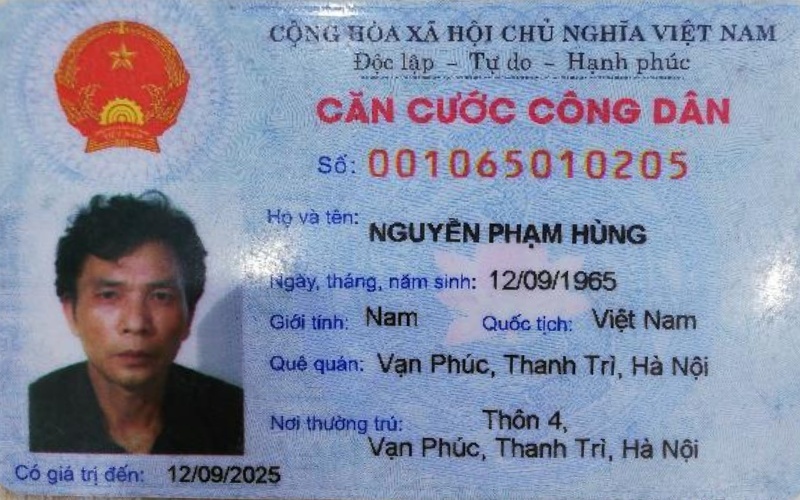 CỘNG HÒA XÃ HỘI CHỦ NGHĨA VIỆT NAM
Độc lập - Tự do - Hạnh phúc
CĂN CƯỚC CÔNG DÂN
Số: 001065010205
Họ và tên: NGUYỄN PHẠM HÙNG
Ngày, tháng, năm sinh: 12/09/1965
Giới tính: Nam Quốc tịch: Việt Nam
Quê quán: Vạn Phúc, Thanh Trì, Hà Nội
Nơi thường trú: Thôn 4,
Vạn Phúc, Thanh Trì, Hà Nội
Có giá trị đến: 12/09/2025